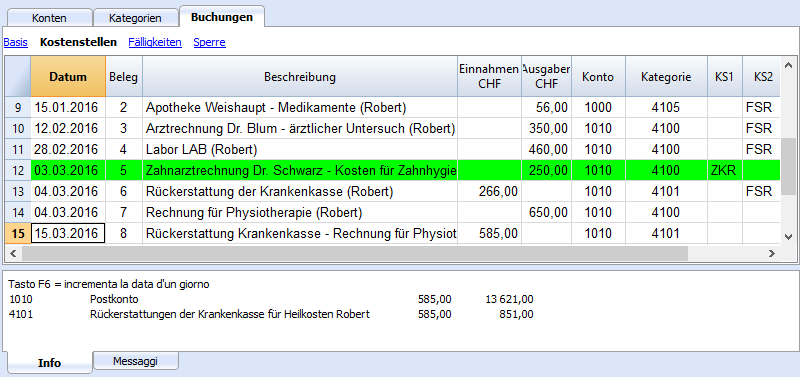 Konten Kategorien Buchungen
Basis Kostenstellen Fälligkeiten Sperre
Datum Beleg Beschreibung Einnahmen CHF Ausgaber CHF Konto Kategorie KS1 KS2
9 15.01.2016 2 Apotheke Weishaupt - Medikamente (Robert) 56,00 1000 4105 FSR
10 12.02.2016 3 Arztrechnung Dr. Blum - ärztlicher Untersuch (Robert) 350,00 1010 4100 FSR
11 28.02.2016 4 Labor LAB (Robert) 460,00 1010 4100 FSR
12 03.03.2016 5 Zahnarztrechnung Dr. Schwarz - Kosten für Zahnhygie 250,00 1010 4100 ZKR
13 04.03.2016 6 Rückerstattung der Krankenkasse (Robert) 266,00 1010 4101 FSR
14 04.03.2016 7 Rechnung für Physiotherapie (Robert) 650,00 1010 4100
15 15.03.2016 8 Rückerstattung Krankenkasse - Rechnung für Physiot 585,00 1010 4101
Tasto F6 = incrementa la data d'un giorno
1010 Postkonto 585,00 13 621,00
4101 Rückerstattungen der Krankenkasse für Heilkosten Robert 585,00 851,00
Info Messaggi